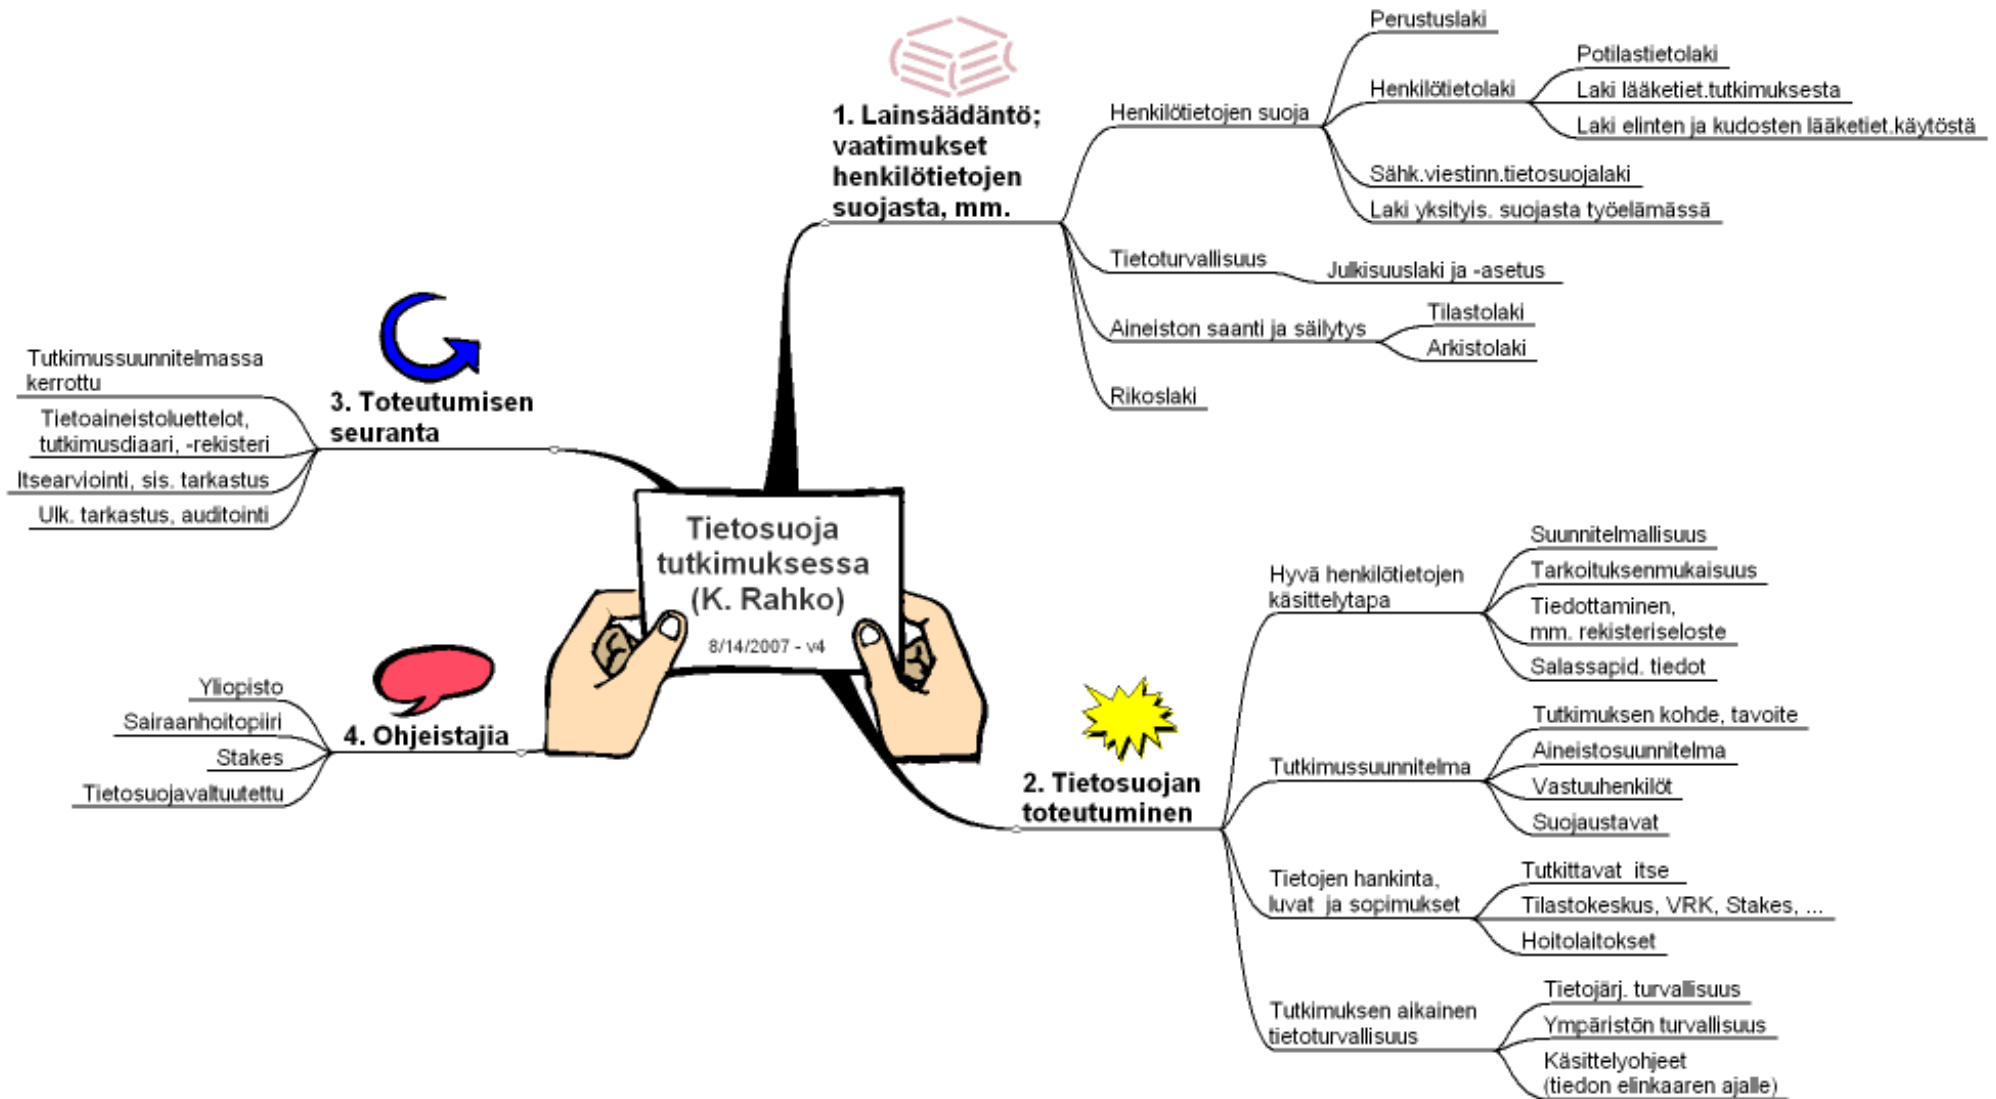 Tietosuoja
tutkimuksessa
(K. Rahko)
8/14/2007 - v4
1. Lainsäädäntö;
vaatimukset
henkilötietojen
suojasta, mm.
Henkilötietojen suoja
Perustuslaki
Henkilötietolaki
Potilastietolaki
Laki lääketiet.tutkimuksesta
Laki elinten ja kudosten lääketiet.käytöstä
Sähk.viestinn.tietosuojalaki
Laki yksityis. suojasta työelämässä
Tietoturvallisuus
Julkisuuslaki ja -asetus
Aineiston saanti ja säilytys
Tilastolaki
Arkistolaki
Rikoslaki
2. Tietosuojan
toteutuminen
Hyvä henkilötietojen
käsittelytapa
Suunnitelmallisuus
Tarkoituksenmukaisuus
Tiedottaminen,
mm. rekisteriseloste
Salassapid. tiedot
Tutkimussuunnitelma
Tutkimuksen kohde, tavoite
Aineistosuunnitelma
Vastuuhenkilöt
Suojaustavat
Tietojen hankinta,
luvat ja sopimukset
Tutkittavat itse
Tilastokeskus, VRK, Stakes, ...
Hoitolaitokset
Tutkimuksen aikainen
tietoturvallisuus
Tietojärj. turvallisuus
Ympäristön turvallisuus
Käsittelyohjeet
(tiedon elinkaaren ajalle)
3. Toteutumisen
seuranta
Tutkimussuunnitelmassa
kerrottu
Tietoaineistoluettelot,
tutkimusdiaari, -rekisteri
Itsearviointi, sis. tarkastus
Ulk. tarkastus, auditointi
4. Ohjeistajia
Yliopisto
Sairaanhoitopiiri
Stakes
Tietosuojavaltuutettu